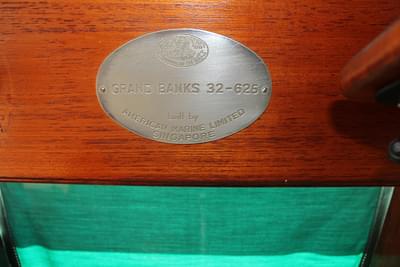 GRAND BANKS 32-625
built by
AMERICAN MARINE LIMITED
SINGAPORE